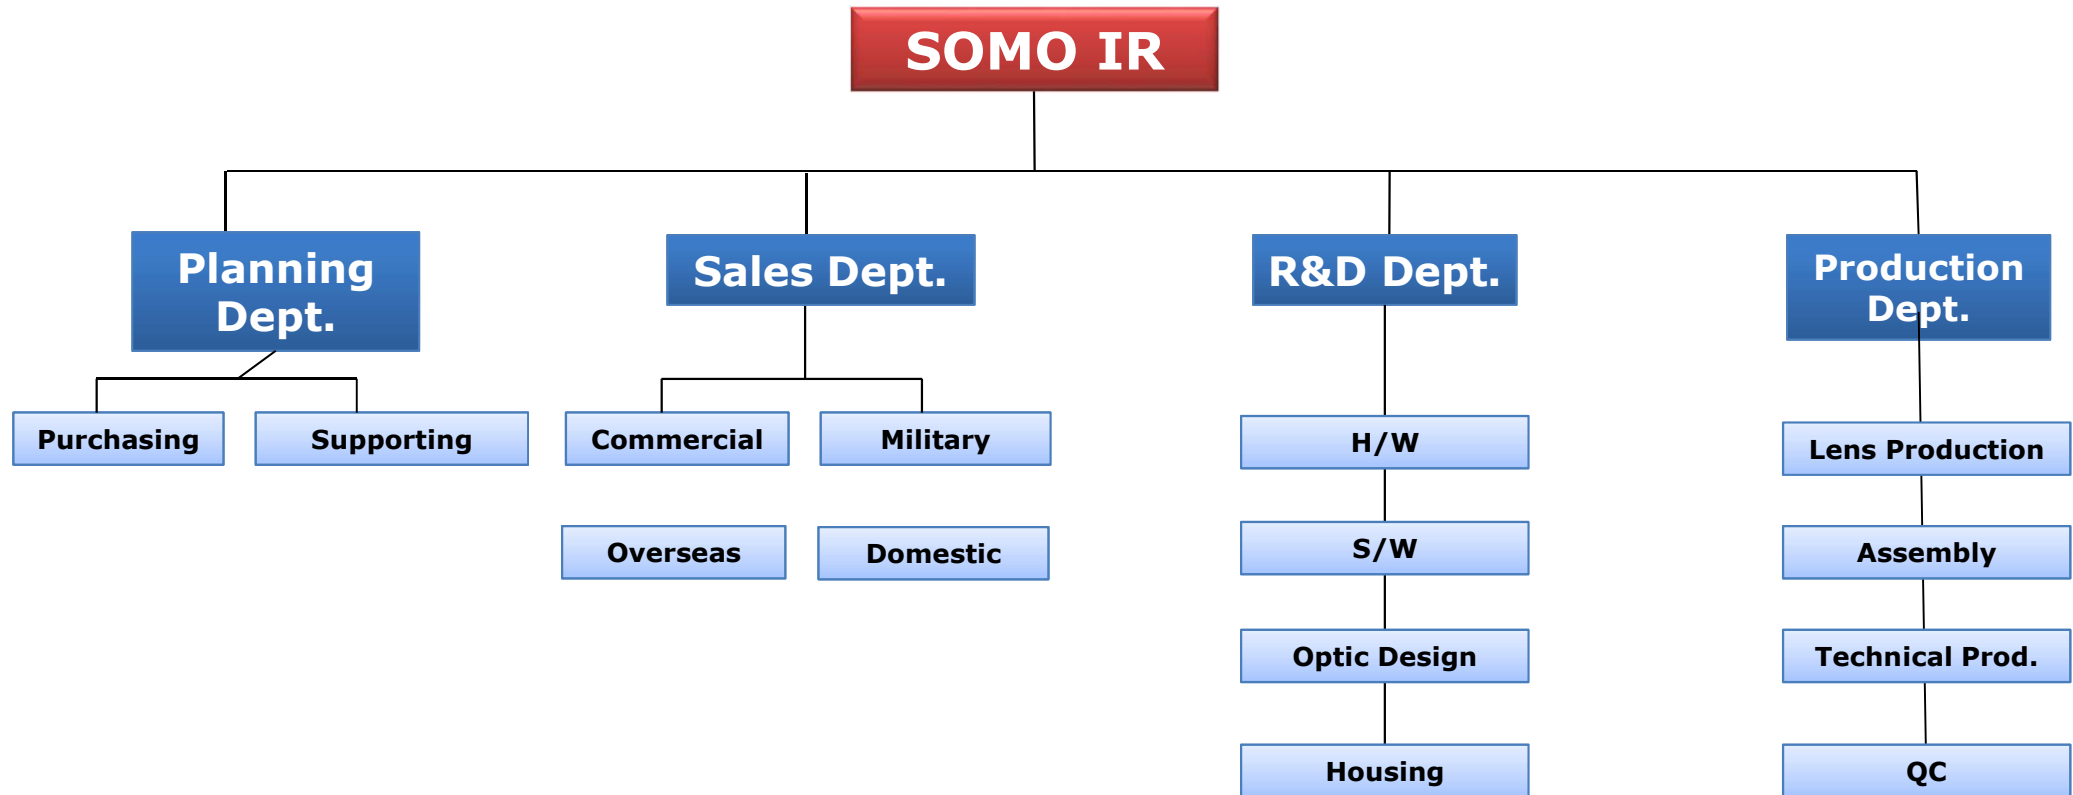 SOMO IR
Planning
Dept.
Sales Dept.
R&D Dept.
Production
Dept.
Purchasing
Supporting
Commercial
Military
H/W
Lens Production
Overseas
Domestic
S/W
Assembly
Optic Design
Technical Prod.
Housing
QC